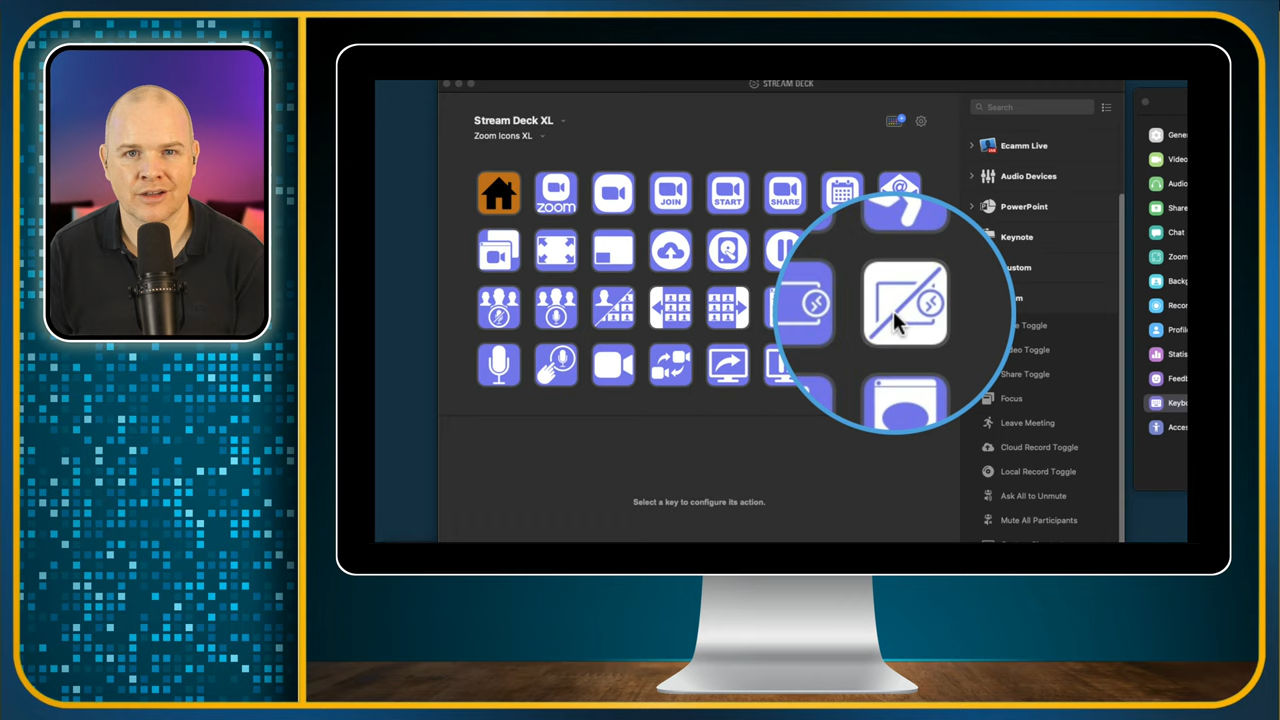 STREAM DECK
Stream Deck XL
Zoom Icons XL
Search
Ecamm Live
Audio Devices
PowerPoint
Keynote
ustom
m
e Toggle
deo Toggle
Share Toggle
Focus
Leave Meeting
Cloud Record Toggle
Local Record Toggle
Ask All to Unmute
Mute All Participants
zoom
JOIN
START
SHARE
Select a key to configure its action.
Gener
Video
Audio
Share
Chat
Zoom
Backg
Recor
Profil
Statis
Feedb
Keybo
Acces